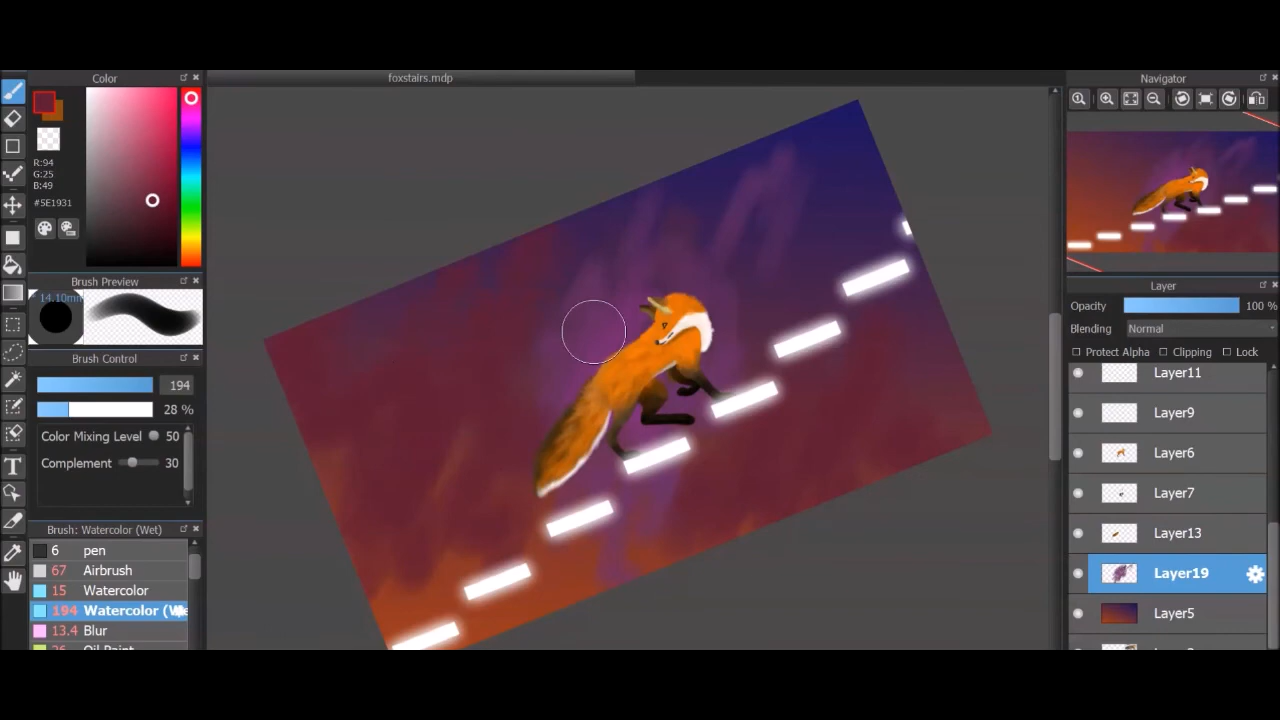 Color
foxstairs.mdp
Navigator
R:94
G:25
B:49
#5E1931
Brush Preview
14.10mm
Layer
Opacity 100 %
Blending Normal
Protect Alpha Clipping Lock
Brush Control
194
28 %
Color Mixing Level 50
Complement 30
Brush: Watercolor (Wet)
6 pen
67 Airbrush
15 Watercolor
194 Watercolor (We
13.4 Blur
Layer11
Layer9
Layer6
Layer7
Layer13
Layer19
Layer5